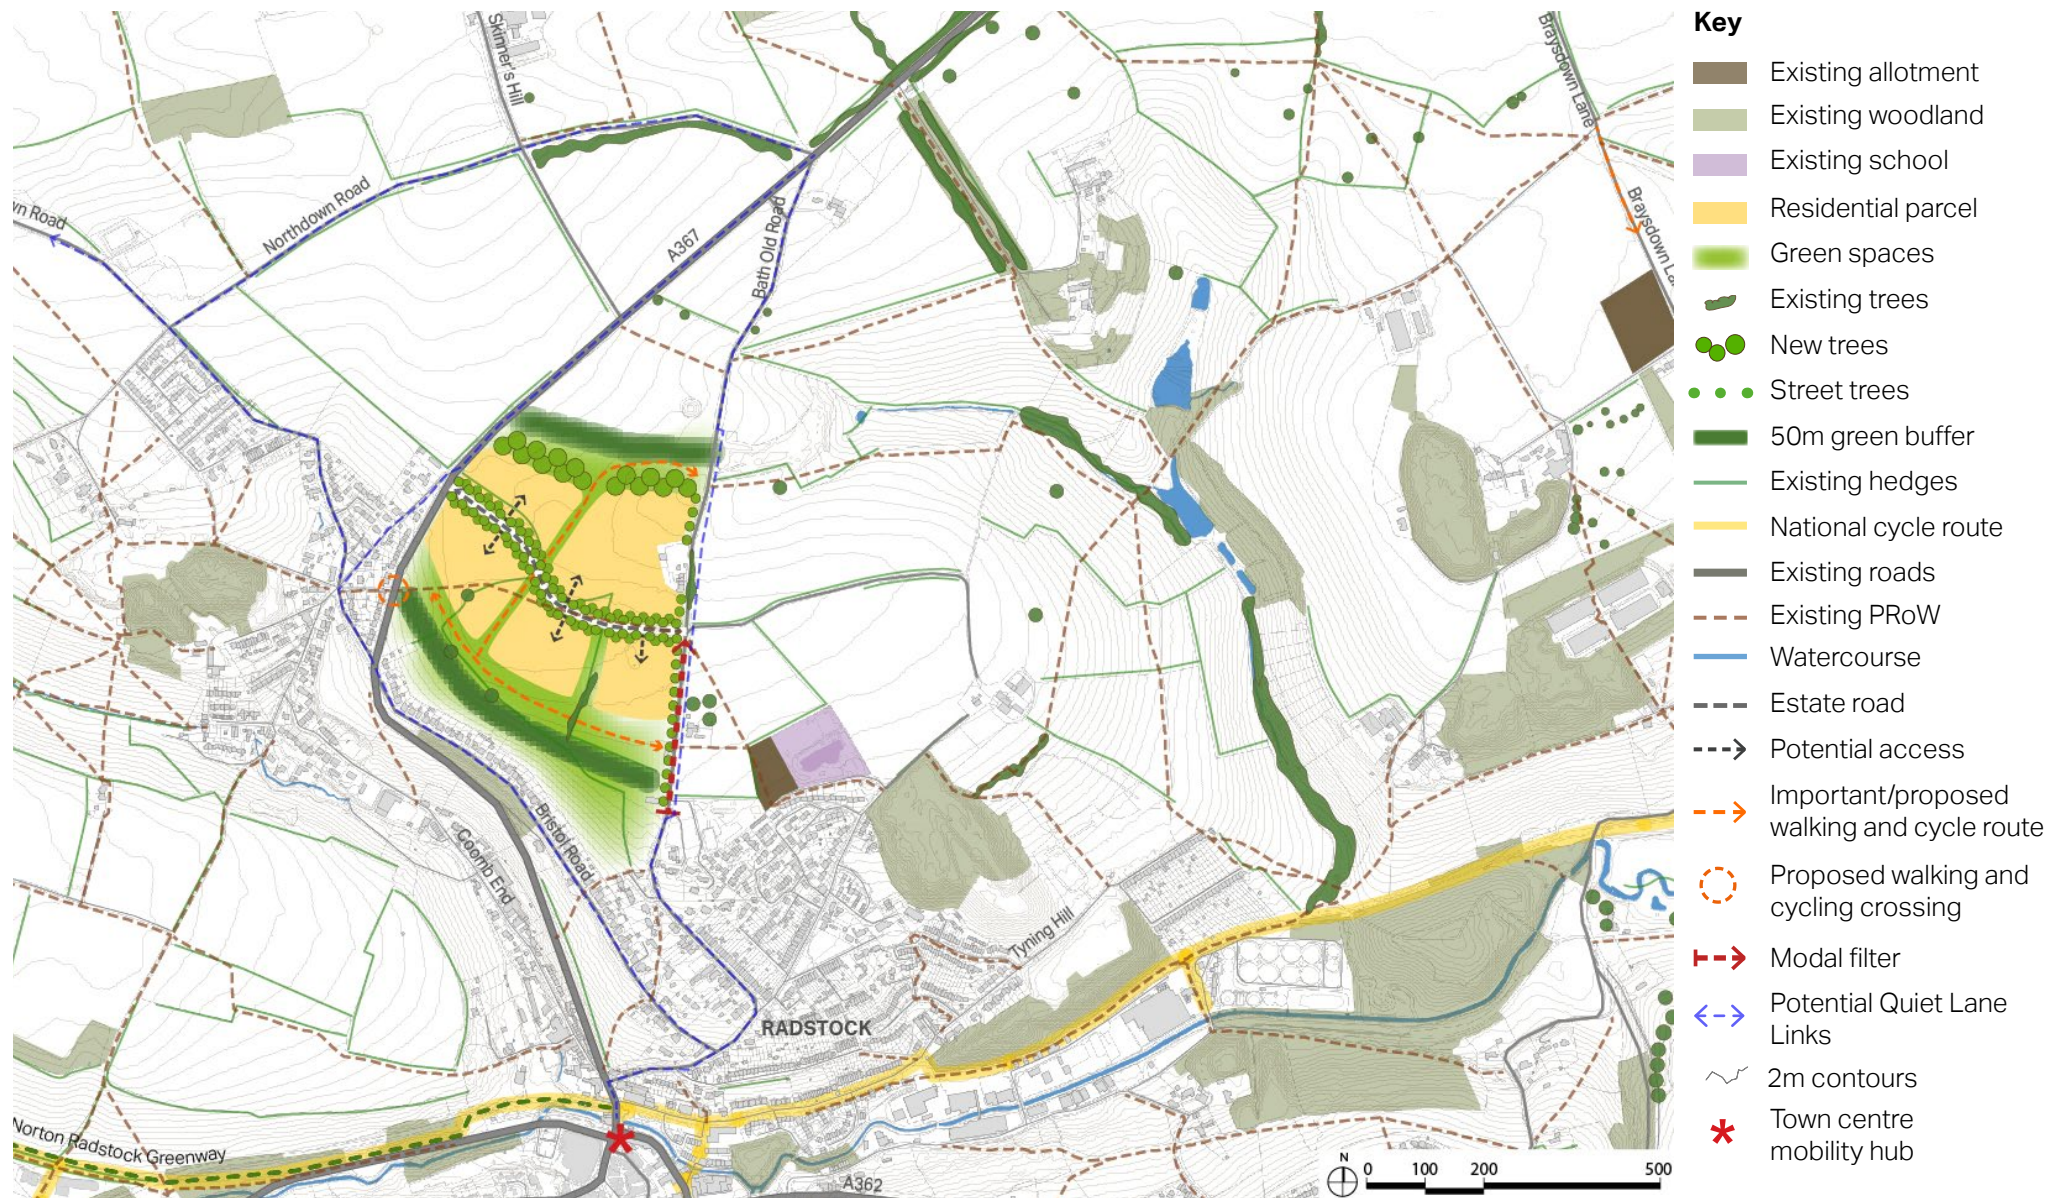 Skinner's Hill
Braysdown Lane
Braysdown La
wn Road
Northdown Road
A367
Bath Old Road
Bristol Road
Coomb End
Tyning Hill
RADSTOCK
Norton Radstock Greenway
A362
N
0 100 200 500
Key
Existing allotment
Existing woodland
Existing school
Residential parcel
Green spaces
Existing trees
New trees
Street trees
50m green buffer
Existing hedges
National cycle route
Existing roads
Existing PRoW
Watercourse
Estate road
Potential access
Important/proposed
walking and cycle route
Proposed walking and
cycling crossing
Modal filter
Potential Quiet Lane
Links
2m contours
Town centre
mobility hub